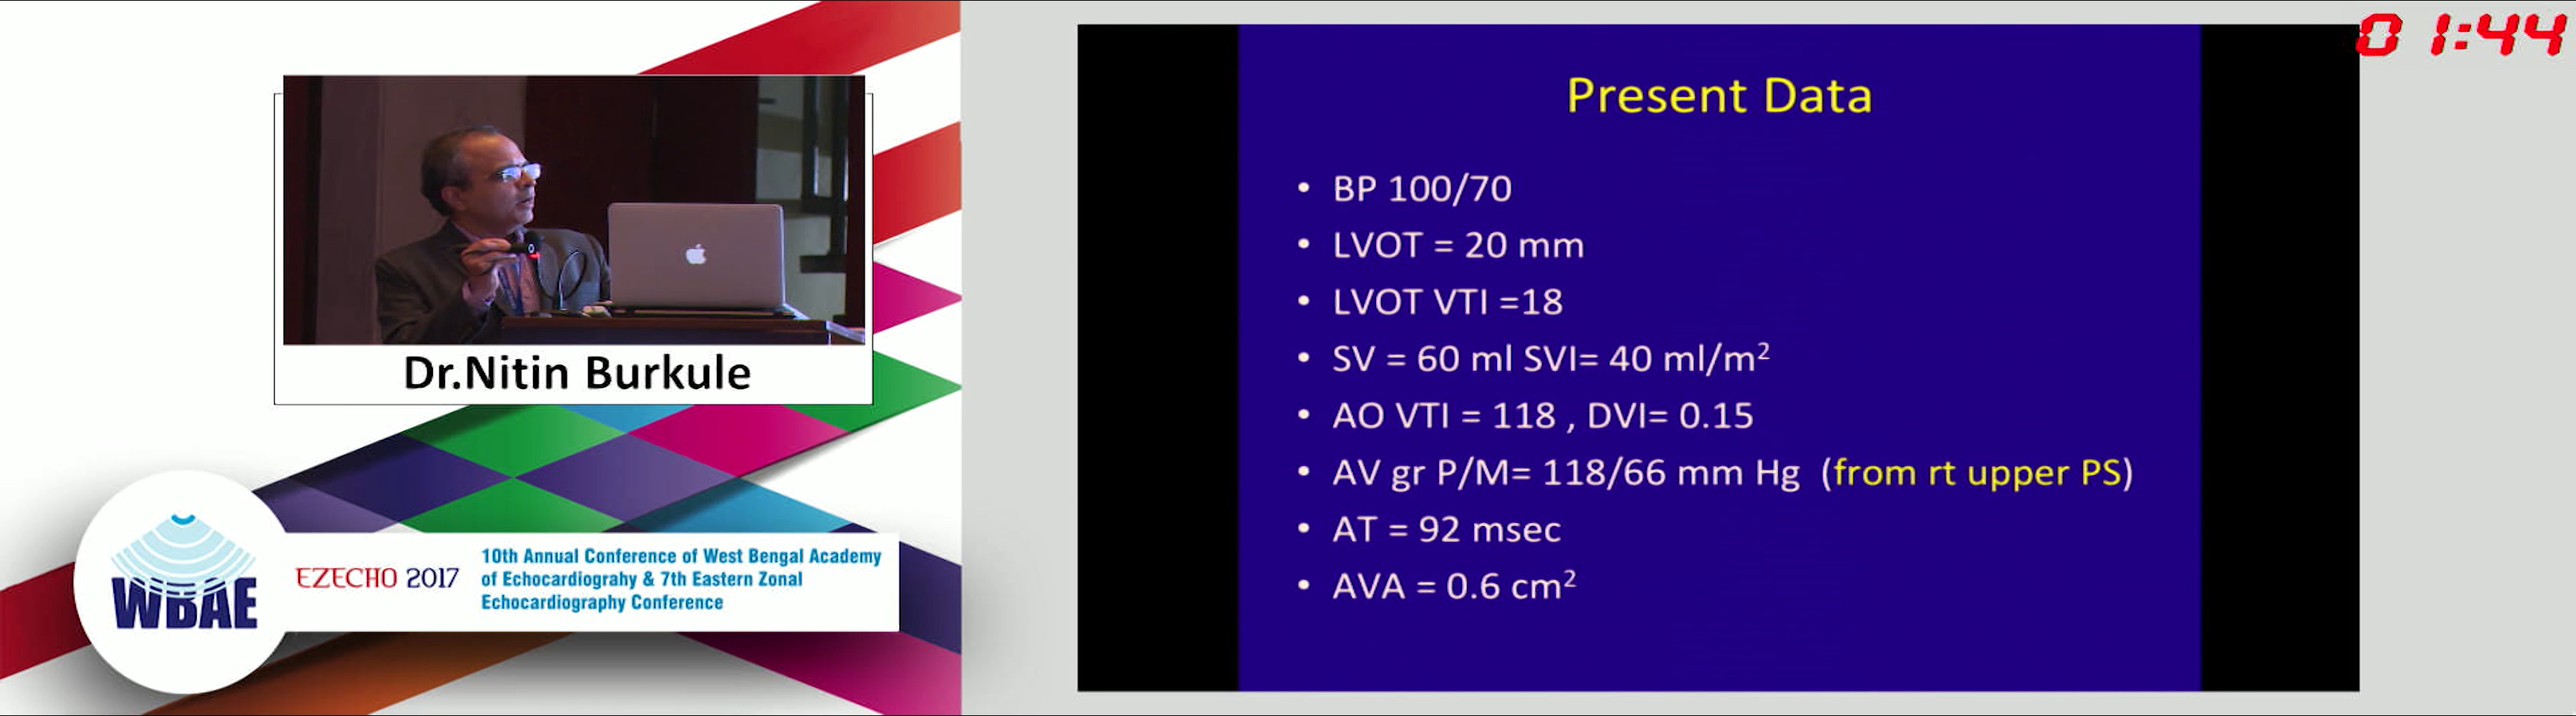 01:44
Present Data
• BP 100/70
• LVOT = 20 mm
• LVOT VTI =18
• SV = 60 ml SVI= 40 ml/m²
• AO VTI = 118 , DVI= 0.15
• AV gr P/M= 118/66 mm Hg (from rt upper PS)
• AT = 92 msec
• AVA = 0.6 cm²
Dr.Nitin Burkule
WBAE
EZECHO 2017
10th Annual Conference of West Bengal Academy
of Echocardiograhy & 7th Eastern Zonal
Echocardiography Conference